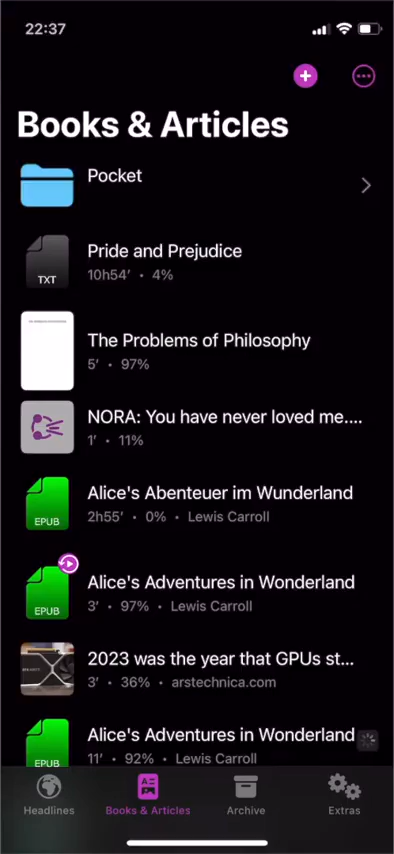 22:37
Books & Articles
Pocket
Pride and Prejudice
TXT
10h54′ • 4%
The Problems of Philosophy
5′ • 97%
NORA: You have never loved me....
1′ • 11%
Alice's Abenteuer im Wunderland
EPUB
2h55′ • 0% • Lewis Carroll
Alice's Adventures in Wonderland
EPUB
3′ • 97% • Lewis Carroll
2023 was the year that GPUs st...
3′ • 36% • arstechnica.com
Alice's Adventures in Wonderland
EPUB
11′ • 92% • Lewis Carroll
Headlines
Books & Articles
Archive
Extras